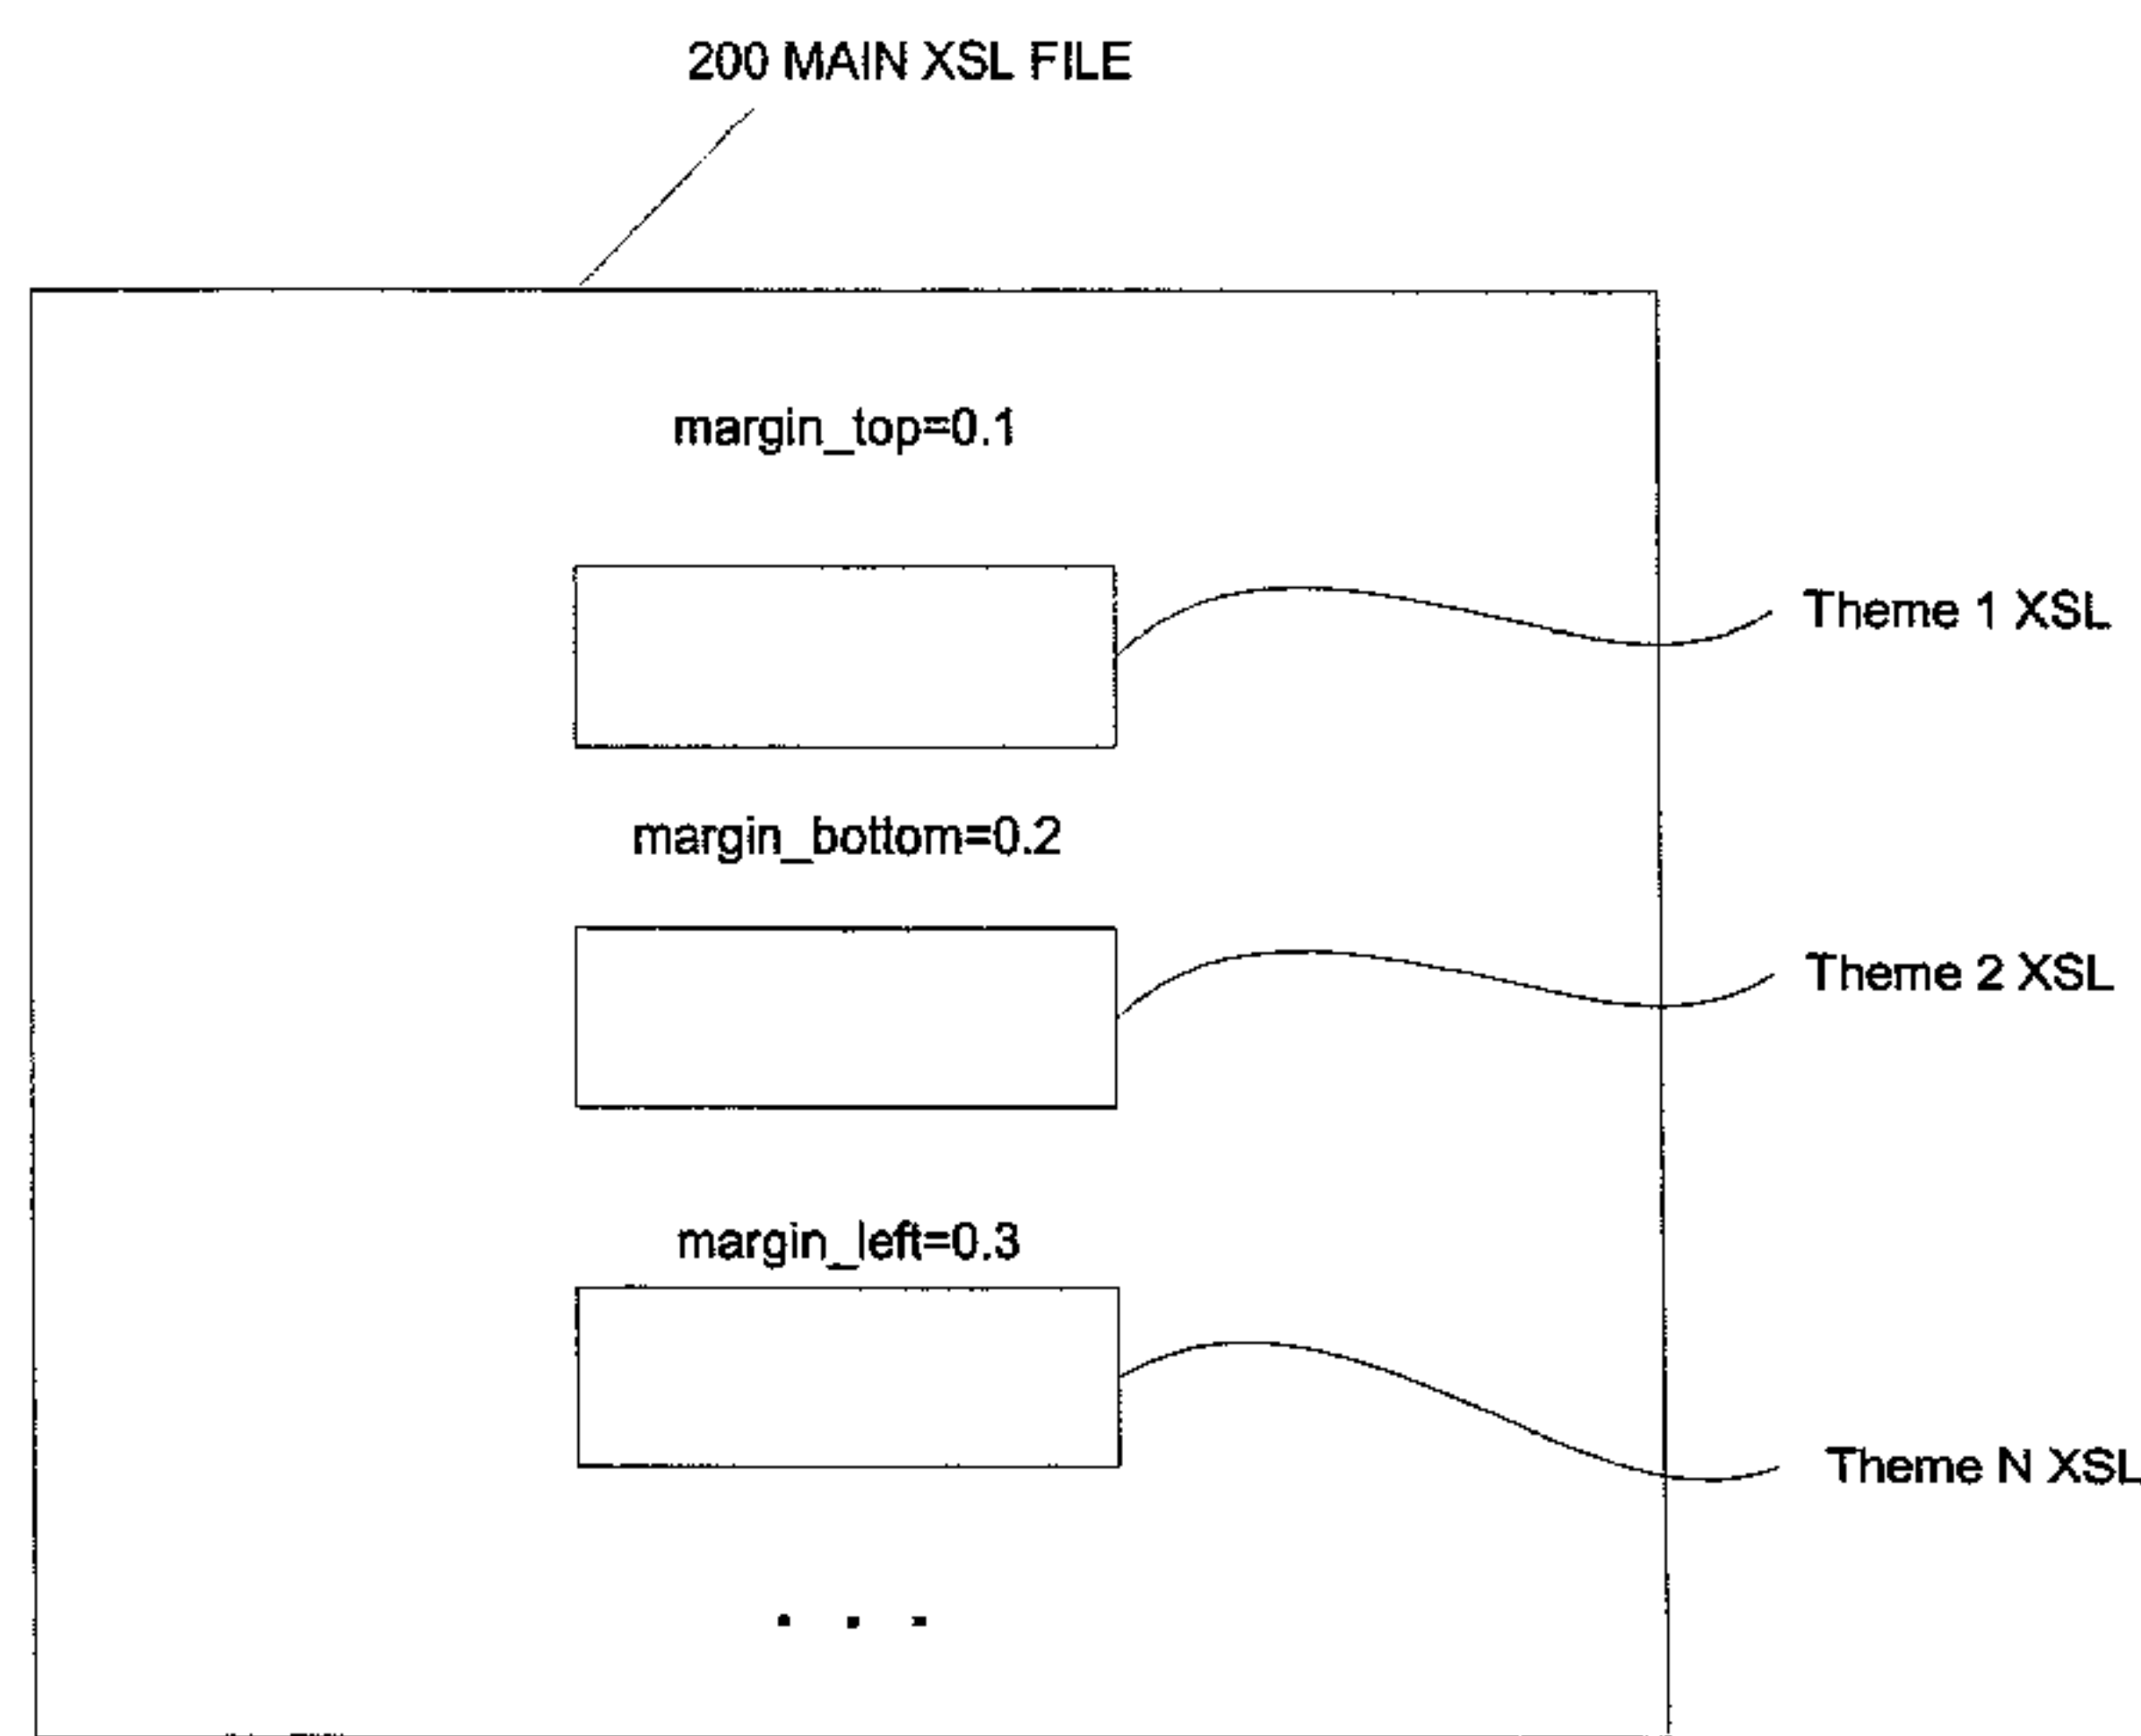 200 MAIN XSL FILE
margin_top=0.1
Theme 1 XSL
margin_bottom=0.2
Theme 2 XSL
margin_left=0.3
Theme N XSL
. . .